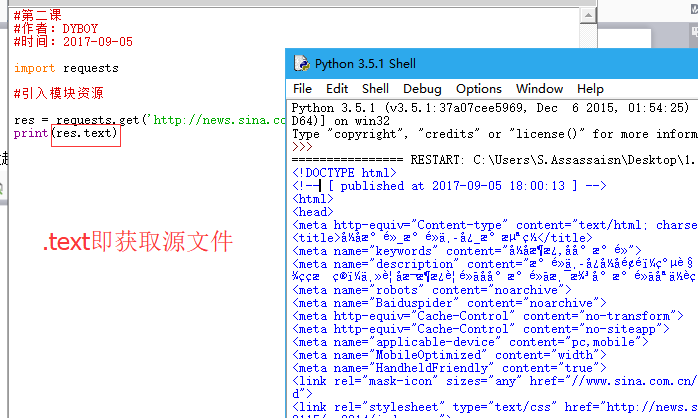 #第二课
#作者：DYBOY
#时间：2017-09-05
import requests
#引入模块资源
res = requests.get('http://news.sina.co
print(res.text)
.text即获取源文件
Python 3.5.1 Shell
File Edit Shell Debug Options Window Help
Python 3.5.1 (v3.5.1:37a07cee5969, Dec 6 2015, 01:54:25)
D64)] on win32
Type "copyright", "credits" or "license()" for more inform
>>>
================ RESTART: C:\Users\S.Assassaisn\Desktop\1.
<!DOCTYPE html>
<!--[ published at 2017-09-05 18:00:13 ] -->
<html>
<head>
<meta http-equiv="Content-type" content="text/html; charse
<title></title>
<meta name="keywords" content="
<meta name="description" content="
<meta name="robots" content="noarchive">
<meta name="Baiduspider" content="noarchive">
<meta http-equiv="Cache-Control" content="no-transform">
<meta http-equiv="Cache-Control" content="no-siteapp">
<meta name="applicable-device" content="pc,mobile">
<meta name="MobileOptimized" content="width">
<meta name="HandheldFriendly" content="true">
<link rel="mask-icon" sizes="any" href="//www.sina.com.cn/
d">
<link rel="stylesheet" type="text/css" href="http://news.s